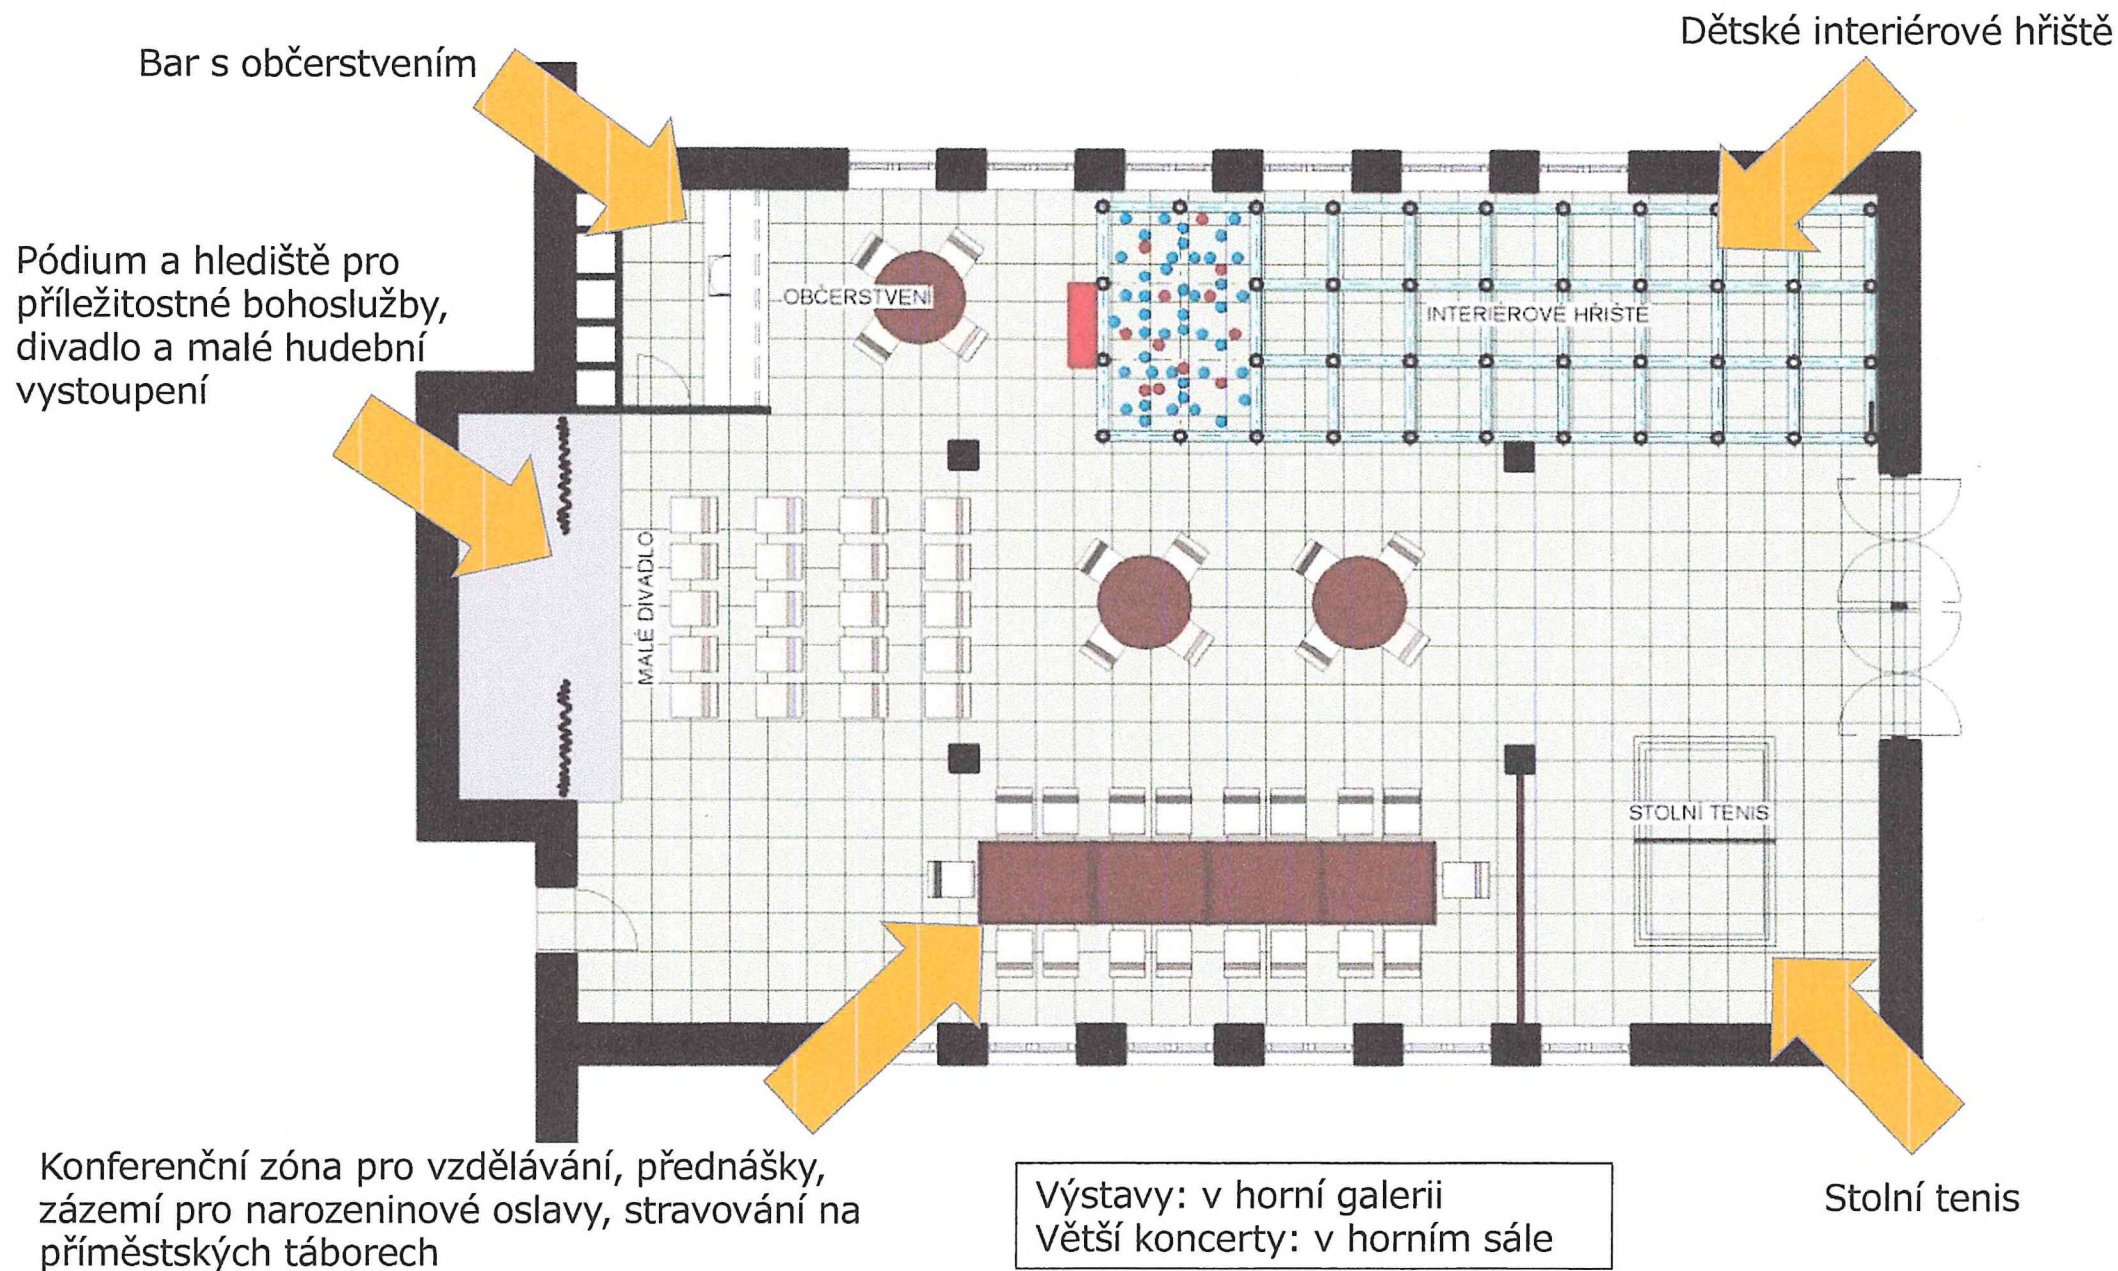 Dětské interiérové hřiště
Bar s občerstvením
Pódium a hlediště pro
příležitostné bohoslužby,
divadlo a malé hudební
vystoupení
OBČERSTVENÍ
INTERIÉROVÉ HŘIŠTĚ
MALÉ DIVADLO
STOLNÍ TENIS
Konferenční zóna pro vzdělávání, přednášky,
zázemí pro narozeninové oslavy, stravování na
příměstských táborech
Výstavy: v horní galerii
Větší koncerty: v horním sále
Stolní tenis